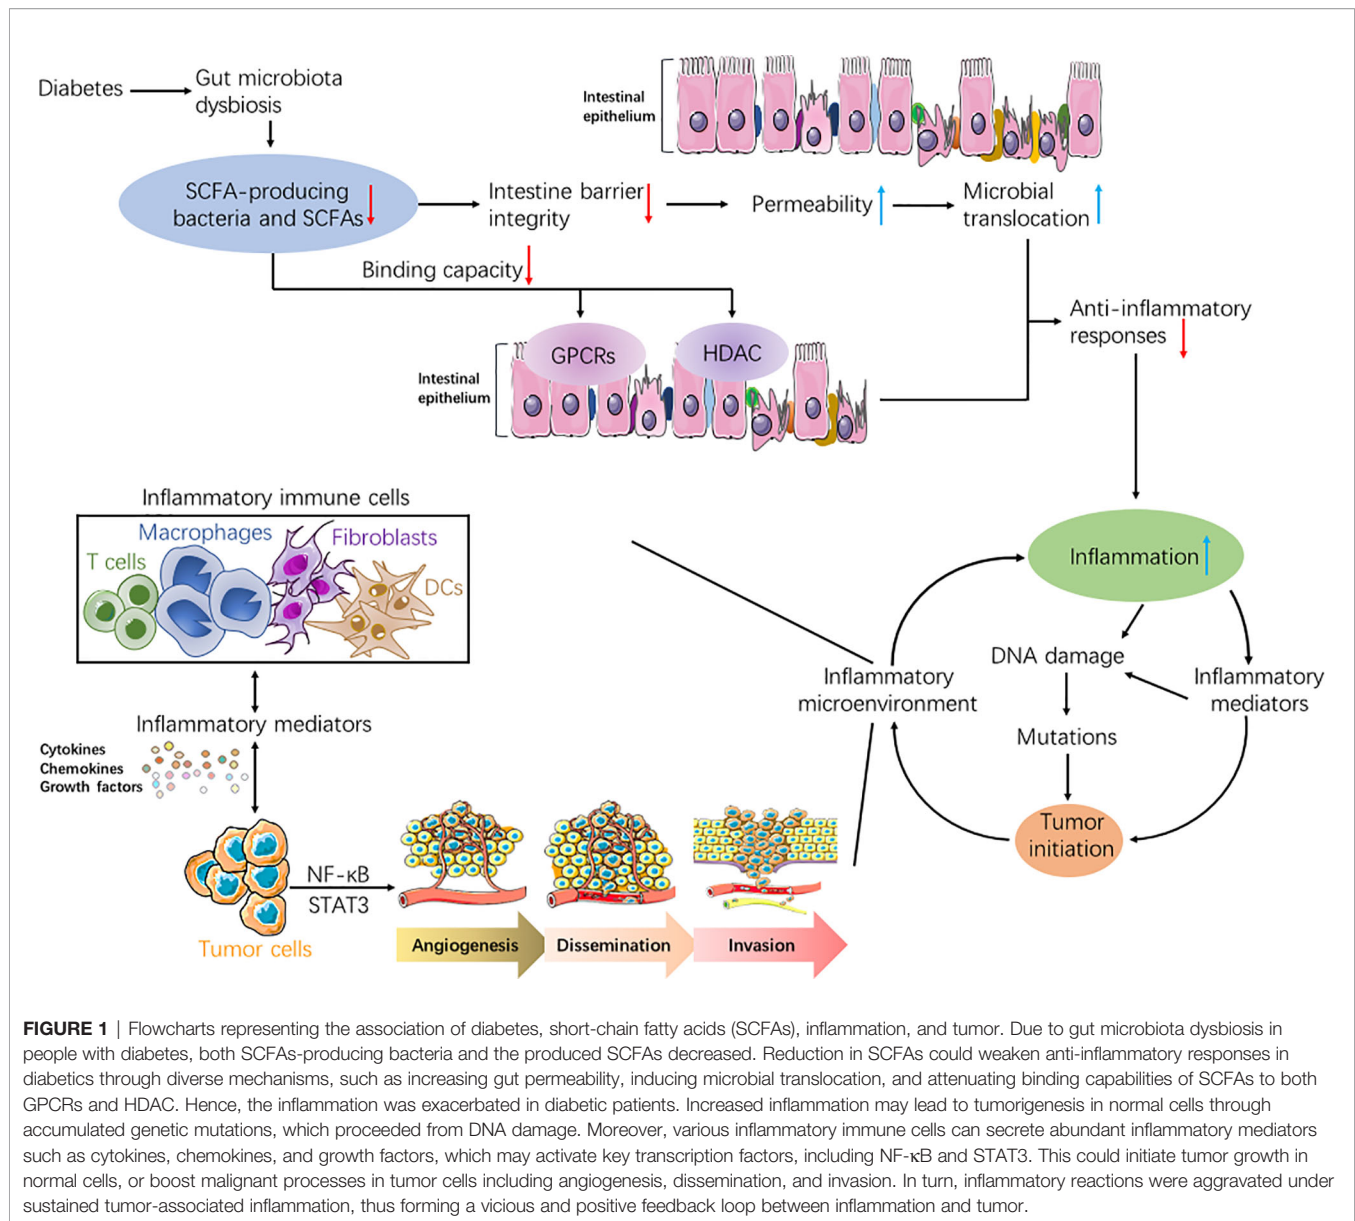 Diabetes
Gut microbiota
dysbiosis
Intestinal
epithelium
SCFA-producing
bacteria and SCFAs
Intestine barrier
integrity
Permeability
Microbial
translocation
Binding capacity
Anti-inflammatory
responses
GPCRs
HDAC
Intestinal
epithelium
Inflammatory immune cells
Macrophages
Fibroblasts
T cells
DCs
Inflammation
DNA damage
Inflammatory
microenvironment
Inflammatory
mediators
Mutations
Tumor
initiation
Inflammatory mediators
Cytokines
Chemokines
Growth factors
NF-κB
STAT3
Tumor cells
Angiogenesis
Dissemination
Invasion
FIGURE 1 | Flowcharts representing the association of diabetes, short-chain fatty acids (SCFAs), inflammation, and tumor. Due to gut microbiota dysbiosis in
people with diabetes, both SCFAs-producing bacteria and the produced SCFAs decreased. Reduction in SCFAs could weaken anti-inflammatory responses in
diabetics through diverse mechanisms, such as increasing gut permeability, inducing microbial translocation, and attenuating binding capabilities of SCFAs to both
GPCRs and HDAC. Hence, the inflammation was exacerbated in diabetic patients. Increased inflammation may lead to tumorigenesis in normal cells through
accumulated genetic mutations, which proceeded from DNA damage. Moreover, various inflammatory immune cells can secrete abundant inflammatory mediators
such as cytokines, chemokines, and growth factors, which may activate key transcription factors, including NF-κB and STAT3. This could initiate tumor growth in
normal cells, or boost malignant processes in tumor cells including angiogenesis, dissemination, and invasion. In turn, inflammatory reactions were aggravated under
sustained tumor-associated inflammation, thus forming a vicious and positive feedback loop between inflammation and tumor.